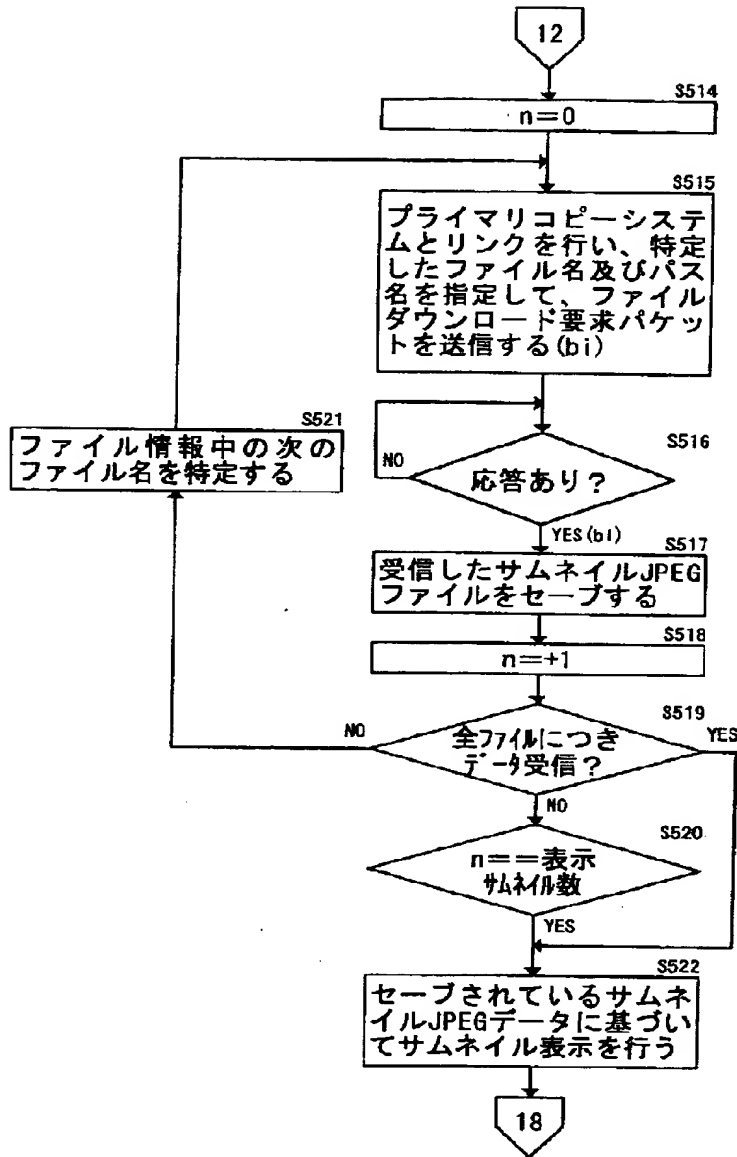 12
S514
n=0
S515
プライマリコピーシステ
ムとリンクを行い、特定
したファイル名及びパス
名を指定して、ファイル
ダウンロード要求パケッ
トを送信する(bi)
S521
ファイル情報中の次の
ファイル名を特定する
S516
NO
応答あり?
YES(bi)
S517
受信したサムネイルJPEG
ファイルをセーブする
S518
n=+1
S519
NO
全ファイルにつき
データ受信?
YES
NO
S520
n==表示
サムネイル数
YES
S522
セーブされているサムネ
イルJPEGデータに基づい
てサムネイル表示を行う
18